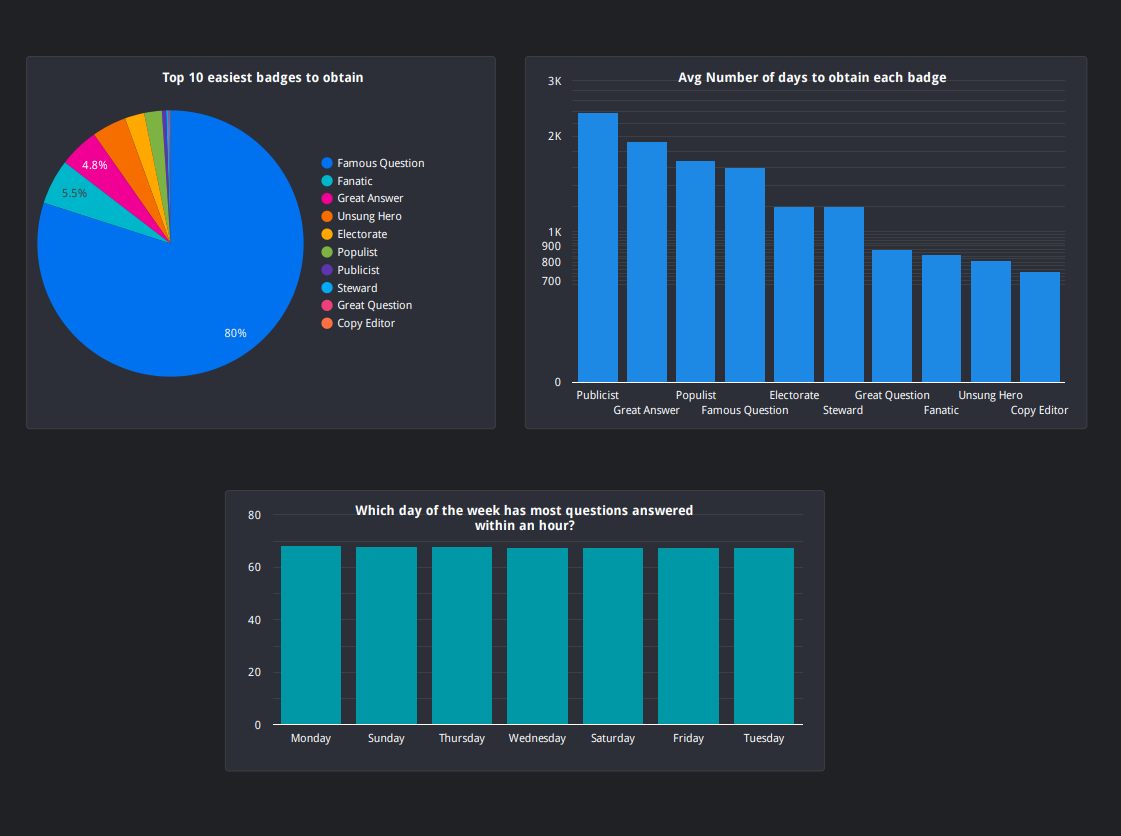 Top 10 easiest badges to obtain
4.8%
5.5%
80%
Famous Question
Fanatic
Great Answer
Unsung Hero
Electorate
Populist
Publicist
Steward
Great Question
Copy Editor
Avg Number of days to obtain each badge
3K
2K
1K
900
800
700
0
Publicist Populist Electorate Great Question Unsung Hero
Great Answer Famous Question Steward Fanatic Copy Editor
Which day of the week has most questions answered
within an hour?
80
60
40
20
0
Monday Sunday Thursday Wednesday Saturday Friday Tuesday